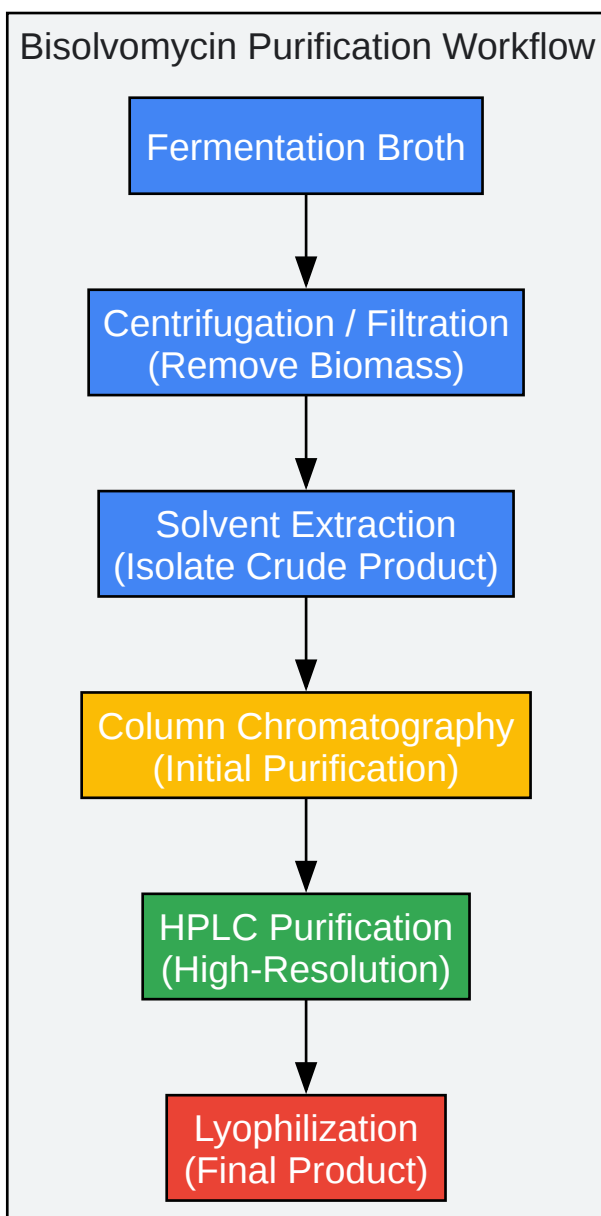 Bisolvomycin Purification Workflow
Fermentation Broth
Centrifugation / Filtration
(Remove Biomass)
Solvent Extraction
(Isolate Crude Product)
Column Chromatography
(Initial Purification)
HPLC Purification
(High-Resolution)
Lyophilization
(Final Product)